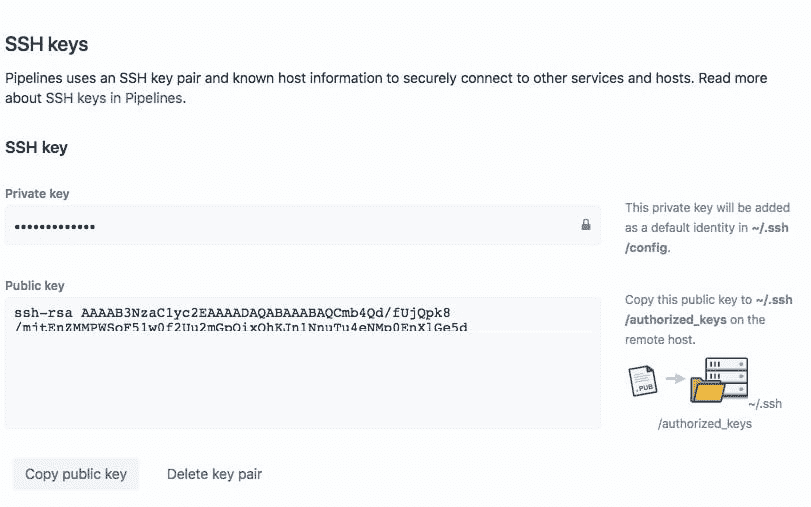 SSH keys
Pipelines uses an SSH key pair and known host information to securely connect to other services and hosts. Read more
about SSH keys in Pipelines.
SSH key
Private key
•••••••••••••
This private key will be added
as a default identity in ~/.ssh
/config.
Public key
ssh-rsa AAAAB3NzaC1yc2EAAAADAQABAAABAQCmb4Qd/fUjQpk8
Copy this public key to ~/.ssh
/authorized_keys on the
remote host.
.PUB
~/.ssh
/authorized_keys
Copy public key
Delete key pair